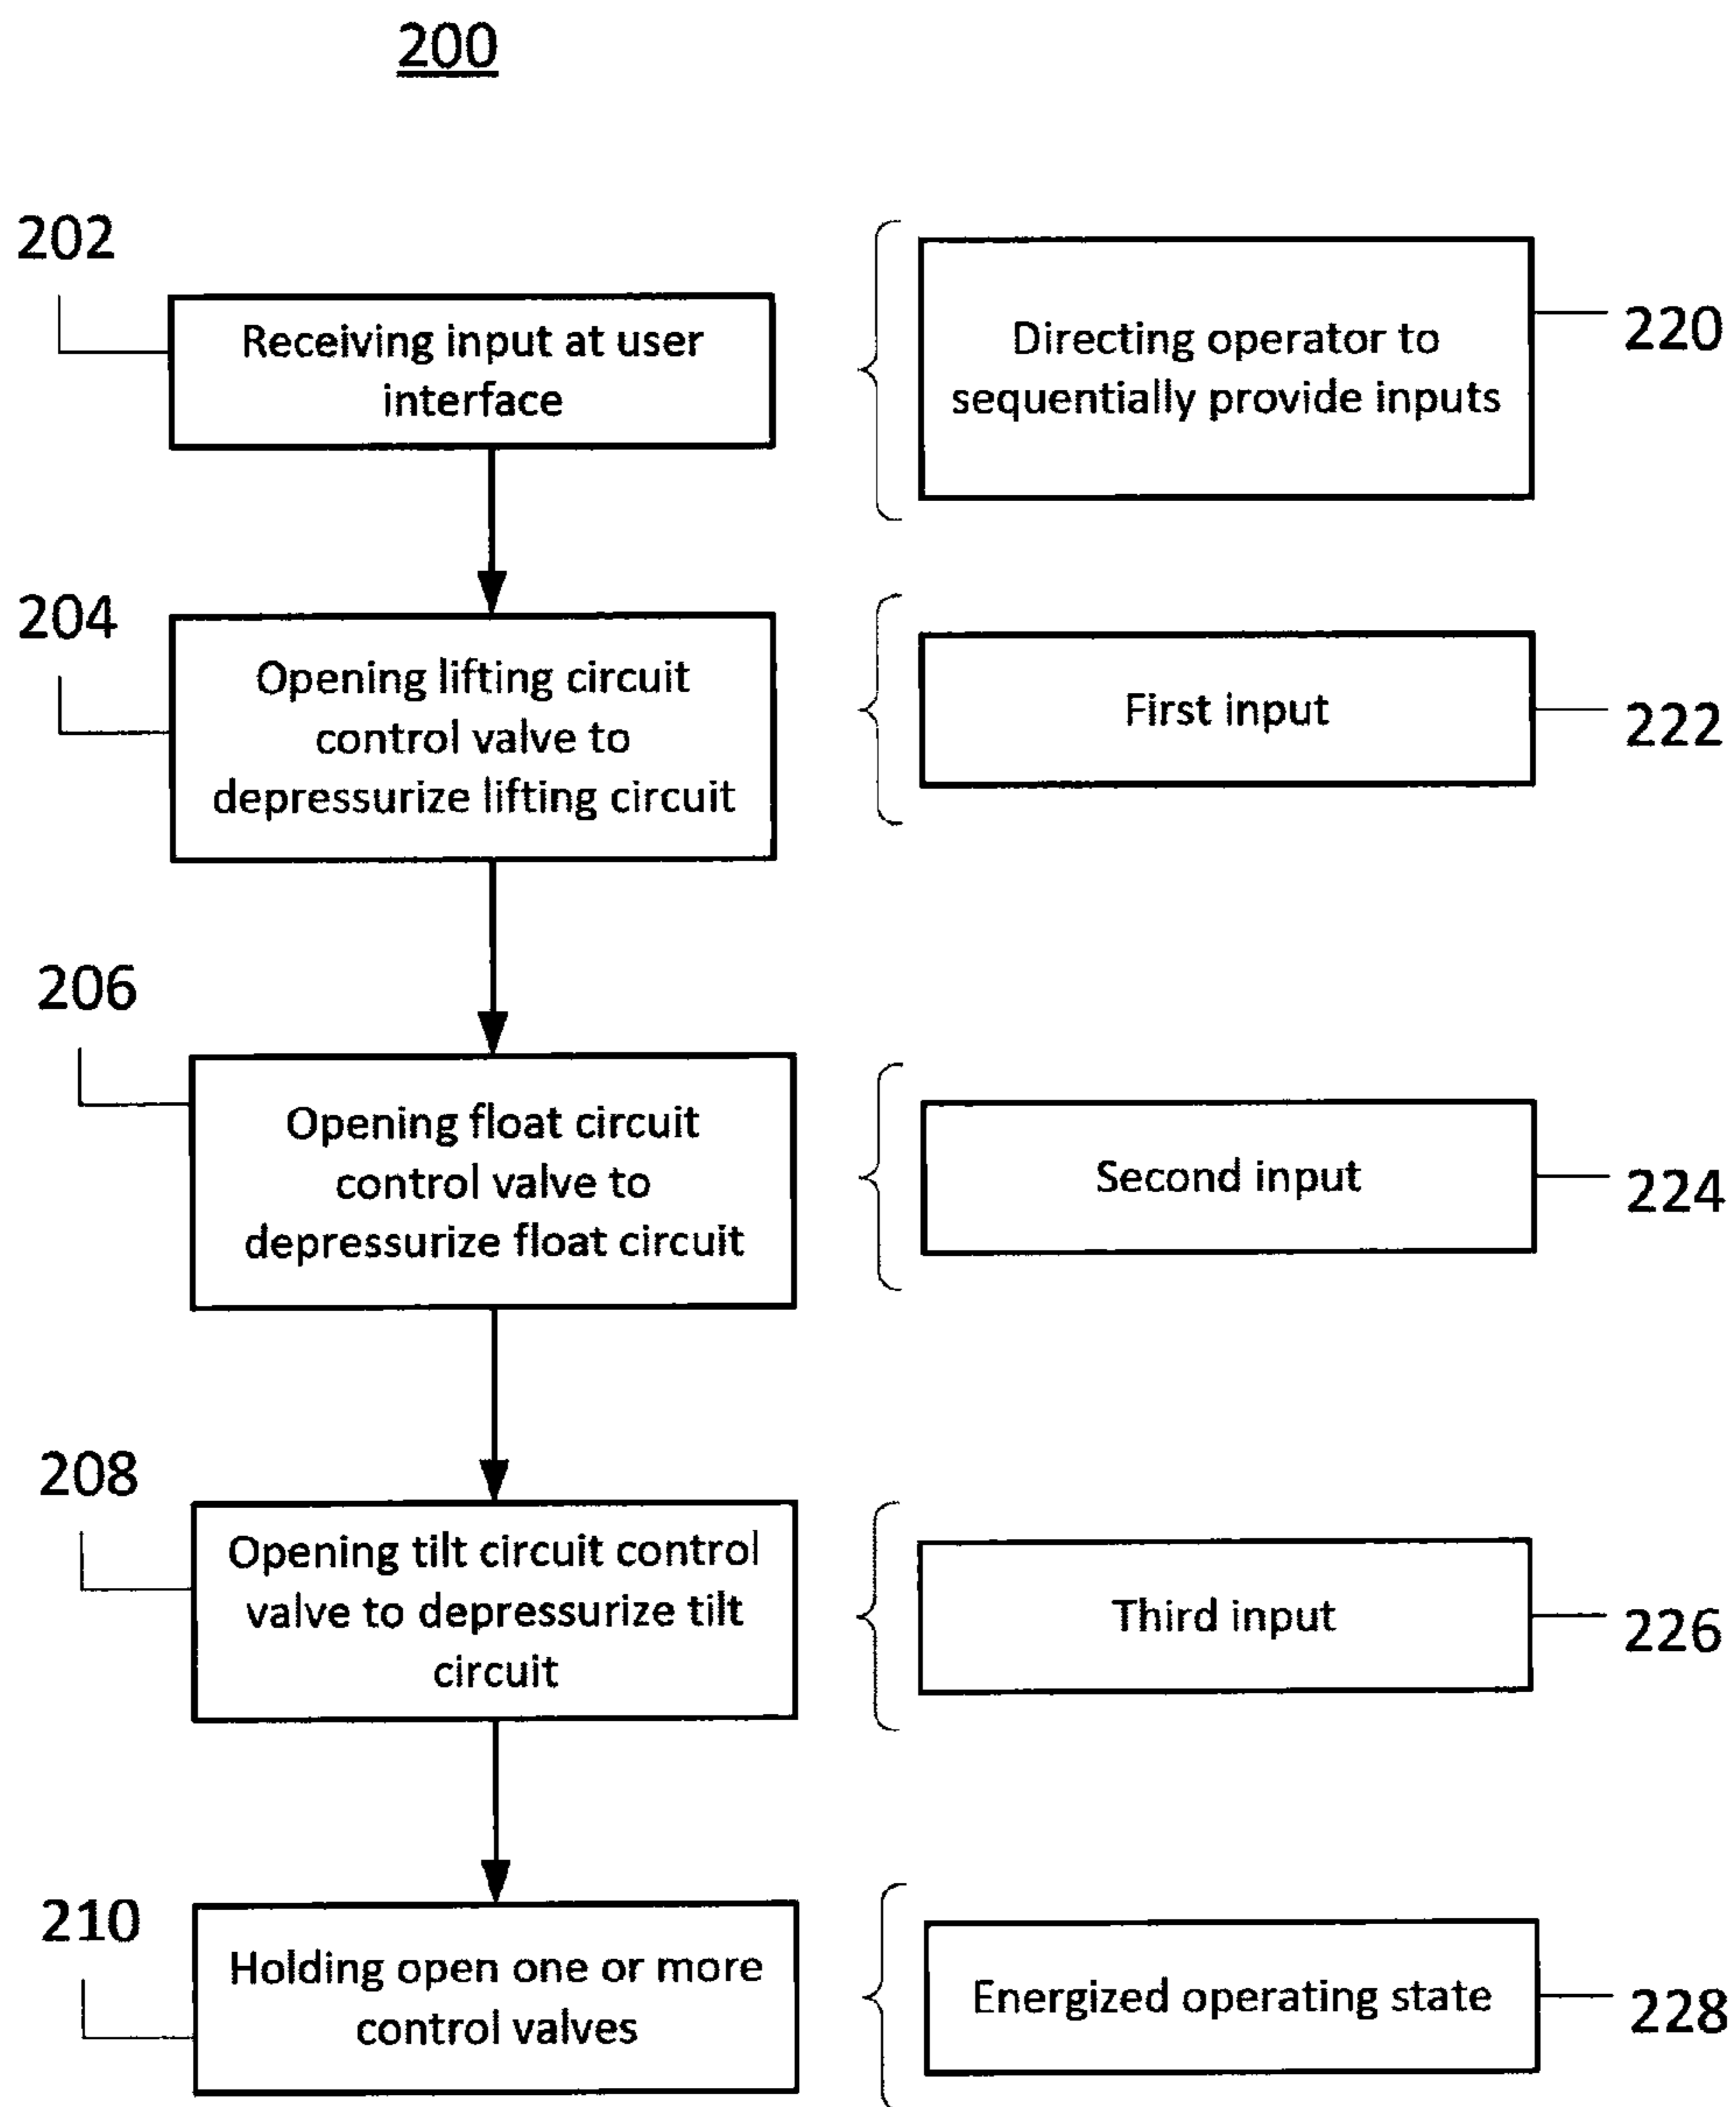 200
202
Receiving input at user
interface
Directing operator to
sequentially provide inputs
220
204
Opening lifting circuit
control valve to
depressurize lifting circuit
First input
222
206
Opening float circuit
control valve to
depressurize float circuit
Second input
224
208
Opening tilt circuit control
valve to depressurize tilt
circuit
Third input
226
210
Holding open one or more
control valves
Energized operating state
228